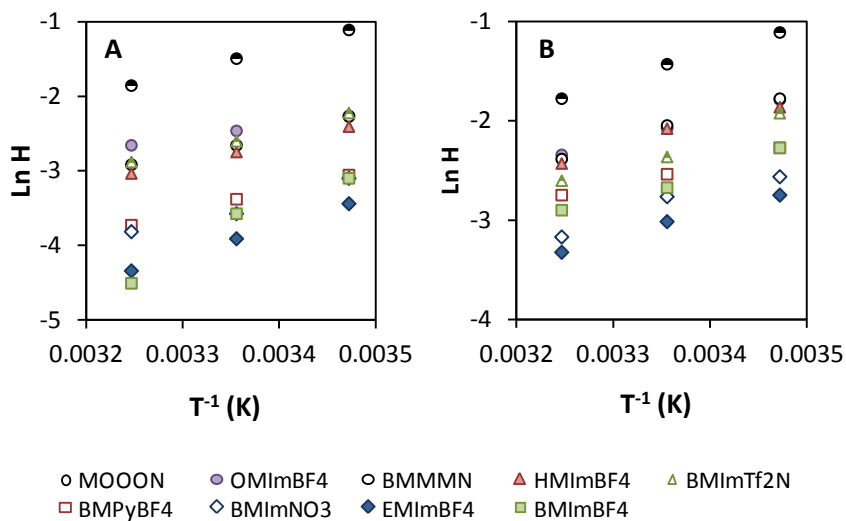 A
B
-1
-2
-3
-4
-5
Ln H
0.0032
0.0033
0.0034
0.0035
T-1 (K)
-1
-2
-3
-4
Ln H
0.0032
0.0033
0.0034
0.0035
T-1 (K)
MOOON OMImBF4 BMMMN HMImBF4 BMImTf2N
BMPyBF4 BMImNO3 EMImBF4 BMImBF4